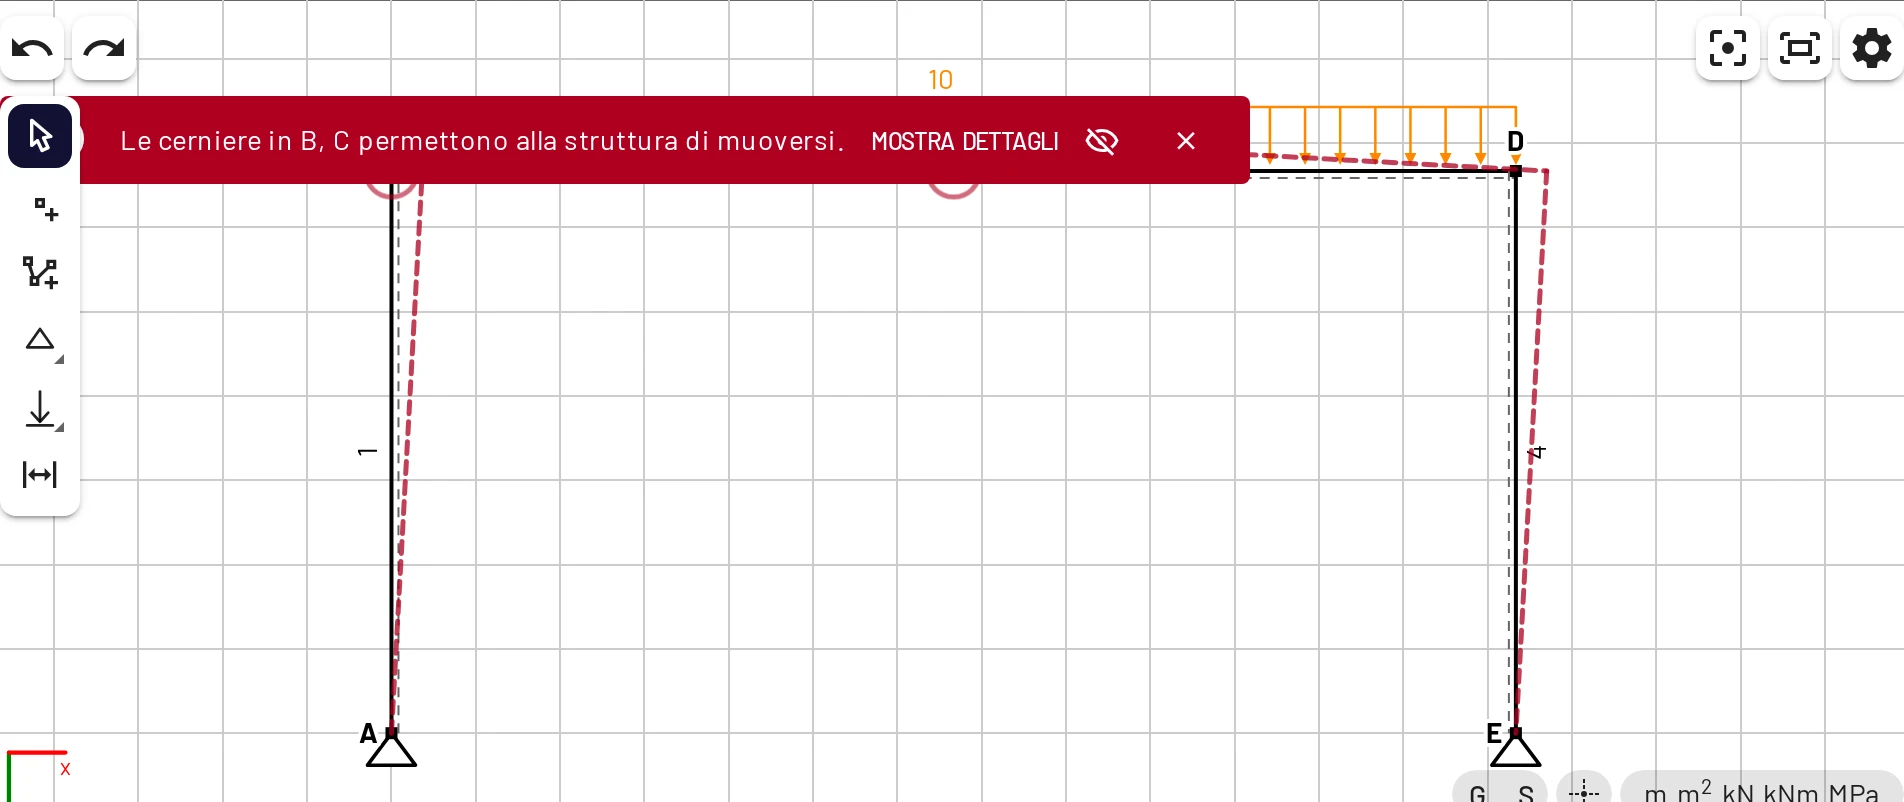 10
Le cerniere in B, C permettono alla struttura di muoversi. MOSTRA DETTAGLI
D
1
4
A
E
x
G S m m² kN kNm MPa